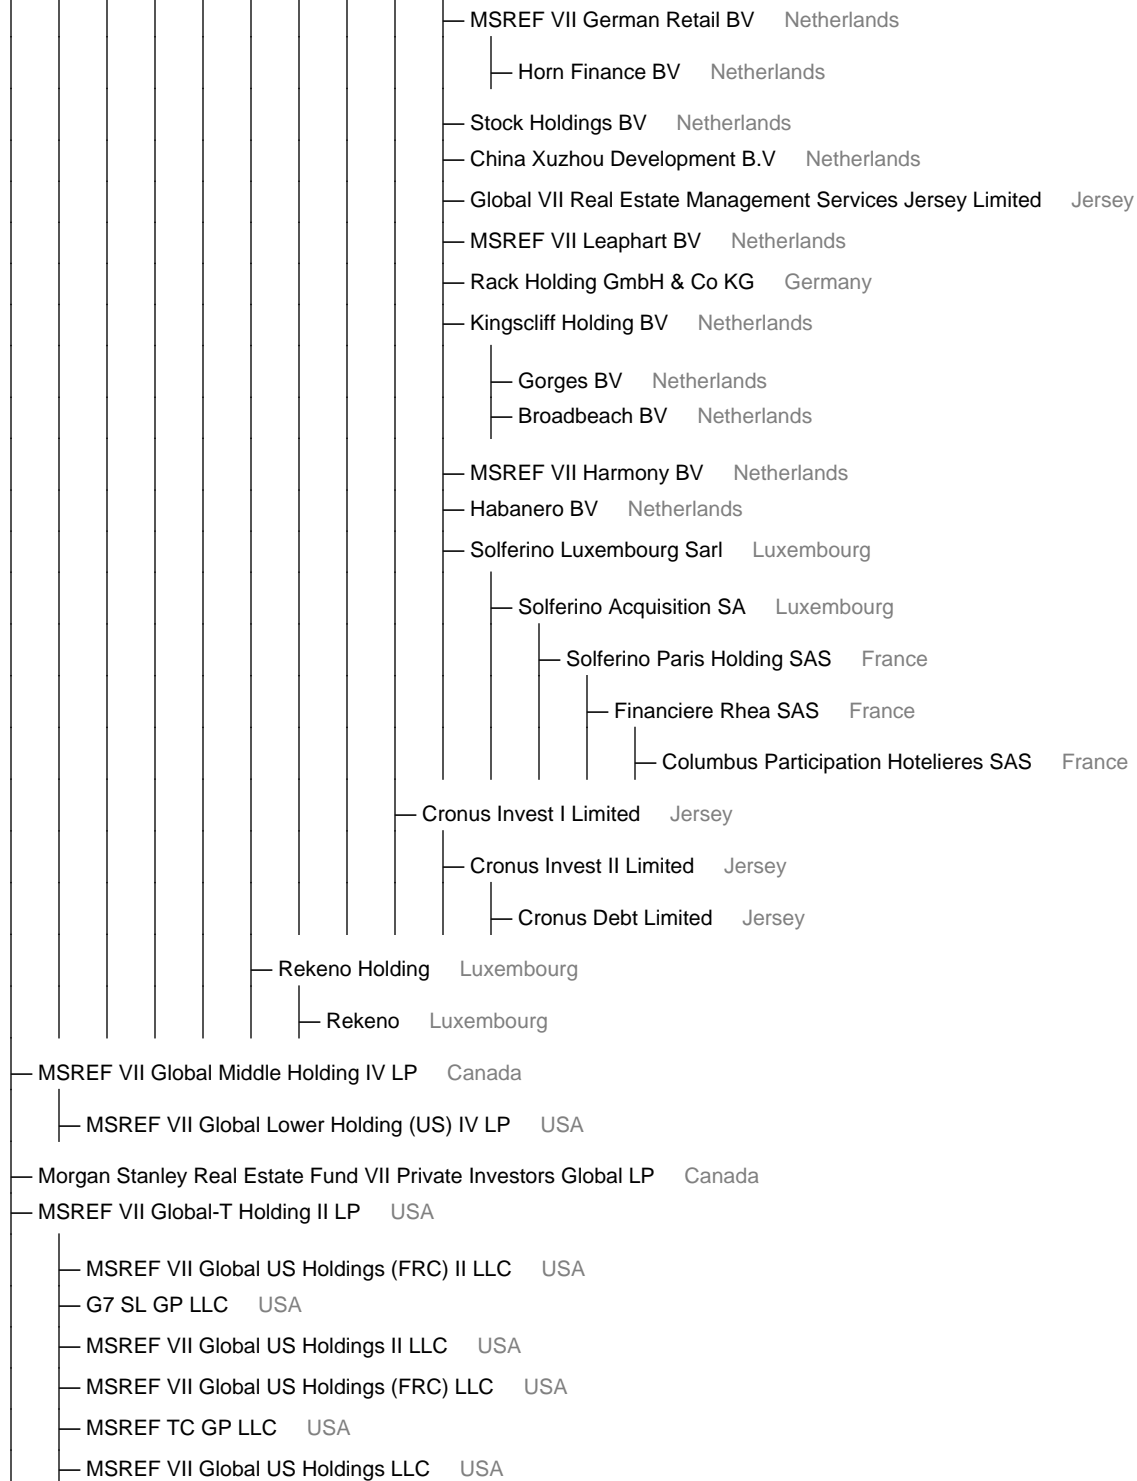 MSREF VII German Retail BV Netherlands
Horn Finance BV Netherlands
Stock Holdings BV Netherlands
China Xuzhou Development B.V Netherlands
Global VII Real Estate Management Services Jersey Limited Jersey
MSREF VII Leaphart BV Netherlands
Rack Holding GmbH & Co KG Germany
Kingscliff Holding BV Netherlands
Gorges BV Netherlands
Broadbeach BV Netherlands
MSREF VII Harmony BV Netherlands
Habanero BV Netherlands
Solferino Luxembourg Sarl Luxembourg
Solferino Acquisition SA Luxembourg
Solferino Paris Holding SAS France
Financiere Rhea SAS France
Columbus Participation Hotelieres SAS France
Cronus Invest I Limited Jersey
Cronus Invest II Limited Jersey
Cronus Debt Limited Jersey
Rekeno Holding Luxembourg
Rekeno Luxembourg
MSREF VII Global Middle Holding IV LP Canada
MSREF VII Global Lower Holding (US) IV LP USA
Morgan Stanley Real Estate Fund VII Private Investors Global LP Canada
MSREF VII Global-T Holding II LP USA
MSREF VII Global US Holdings (FRC) II LLC USA
G7 SL GP LLC USA
MSREF VII Global US Holdings II LLC USA
MSREF VII Global US Holdings (FRC) LLC USA
MSREF TC GP LLC USA
MSREF VII Global US Holdings LLC USA